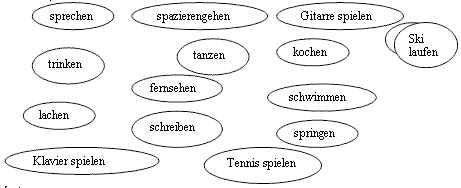 sprechen
spazierengehen
Gitarre spielen
Ski
laufen
tanzen
kochen
trinken
fernsehen
schwimmen
lachen
schreiben
springen
Klavier spielen
Tennis spielen